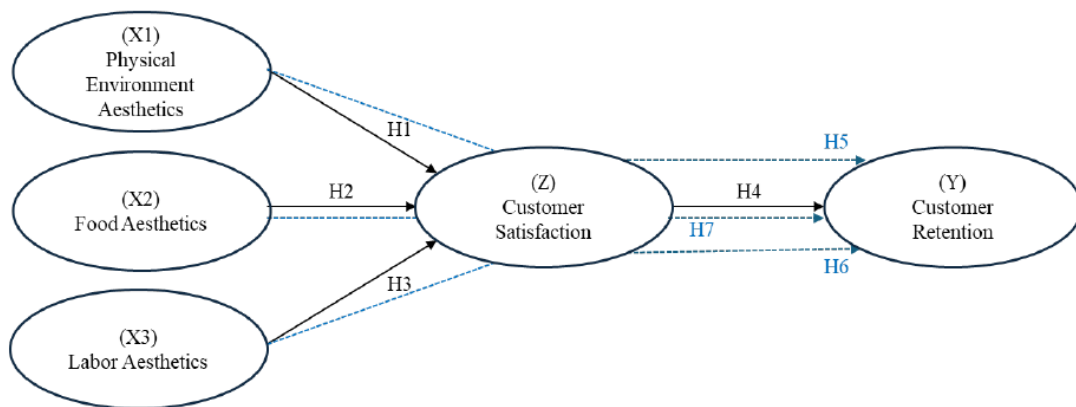 (X1)
Physical
Environment
Aesthetics
H1
H5
(X2)
Food Aesthetics
H2
(Z)
Customer
Satisfaction
H4
H7
(Y)
Customer
Retention
H6
H3
(X3)
Labor Aesthetics